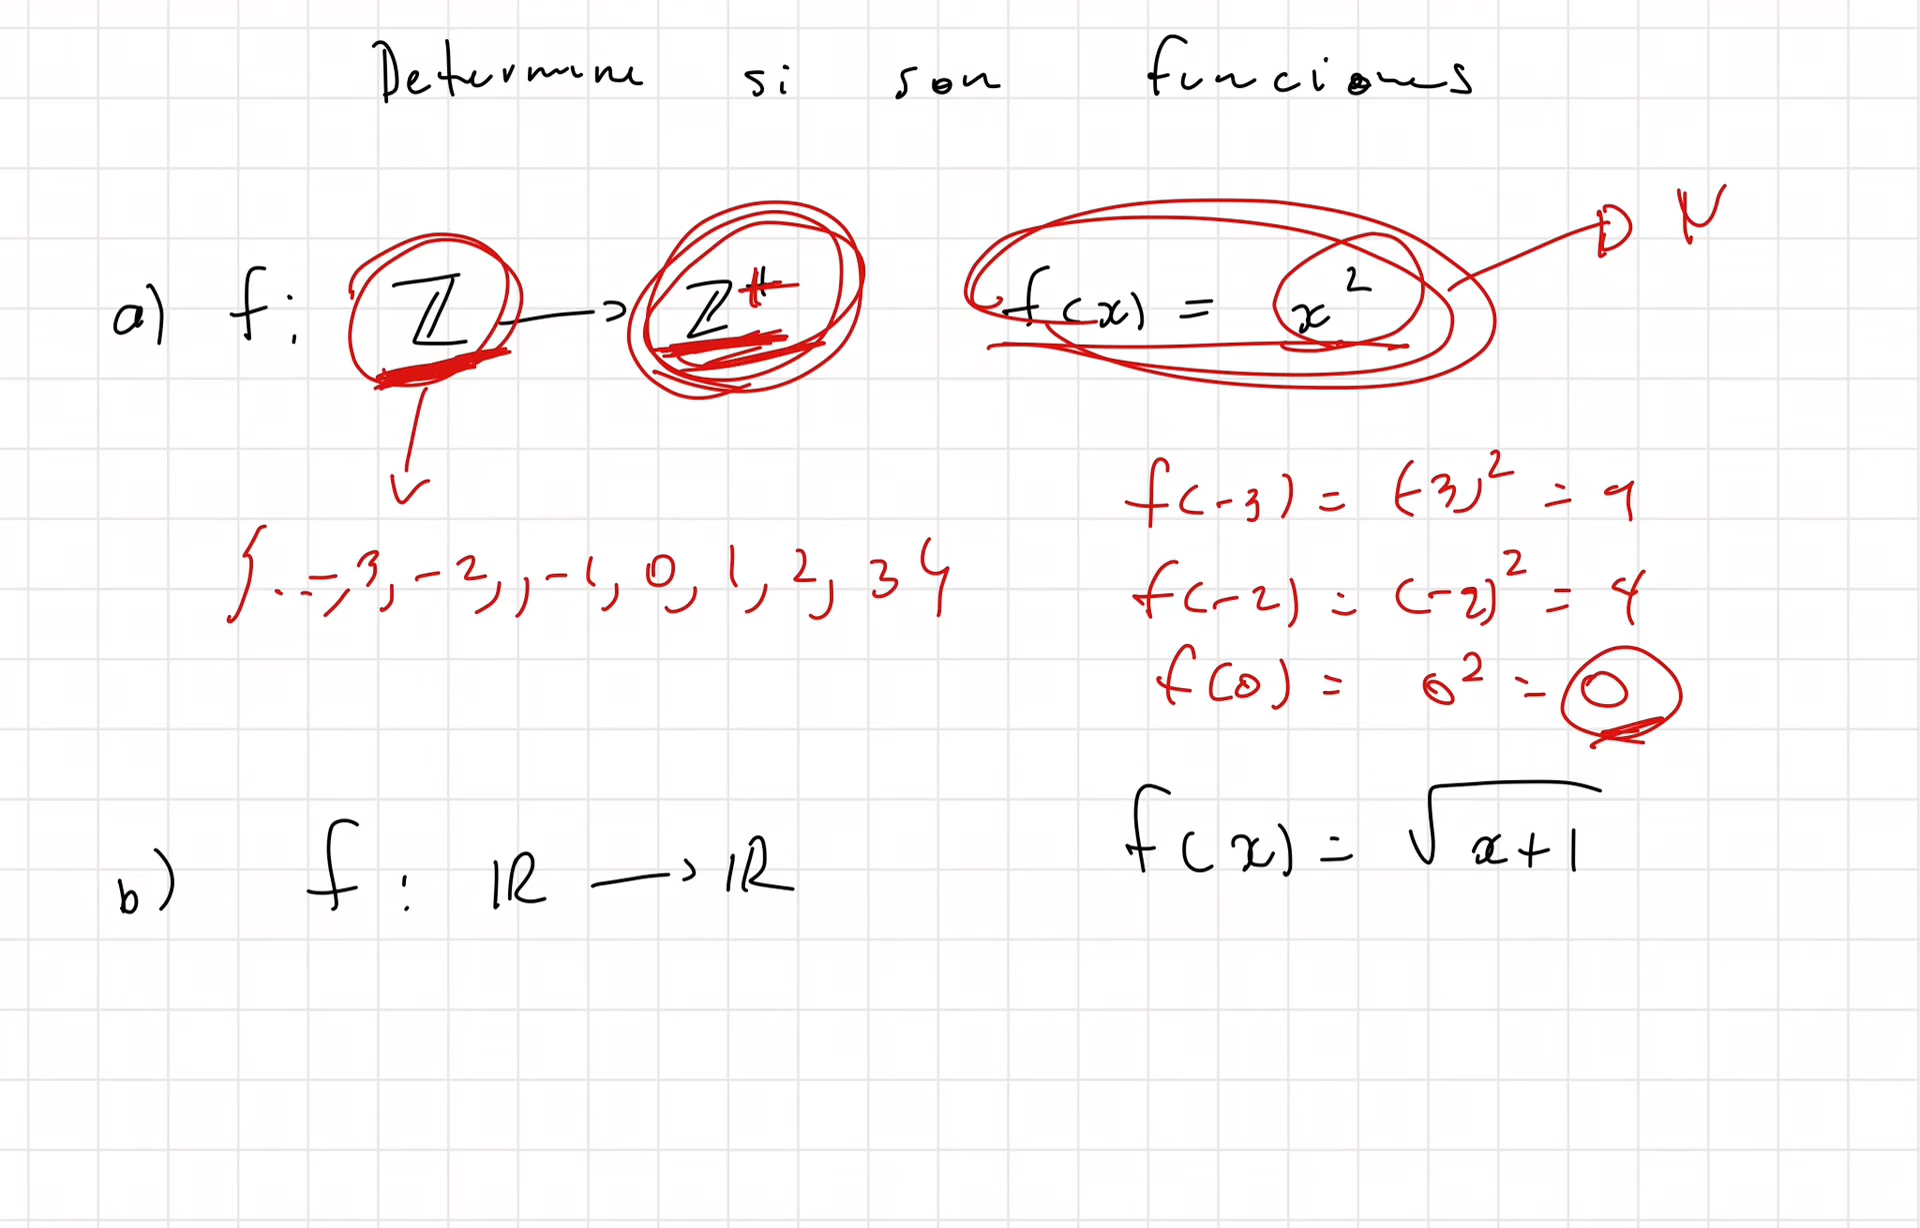 Determine si son funciones
a) f: ℤ → ℤ⁺ f(x) = x² → ℕ
f(-3) = (-3)² = 9
{..-,3, -2,, -1, 0, 1, 2, 3 }
f(-2) = (-2)² = 4
f(0) = 0² = 0
b) f: ℝ → ℝ f(x) = √x+1